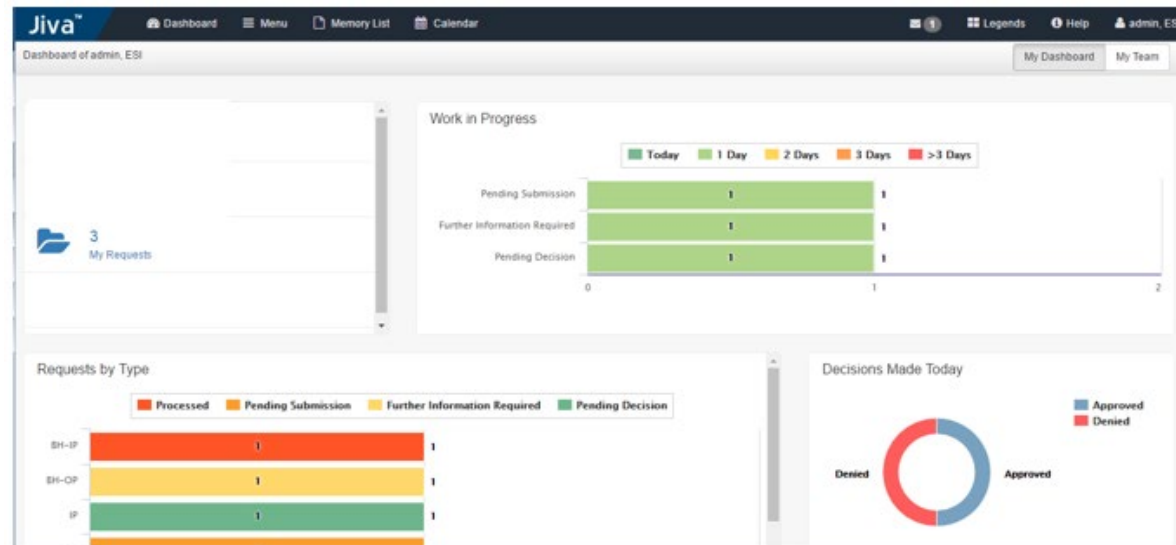 Jiva™ Dashboard Menu Memory List Calendar 1 Legends Help admin, ES
Dashboard of admin, ESI My Dashboard My Team
3
My Requests
Work in Progress
Today 1 Day 2 Days 3 Days >3 Days
Pending Submission 1 1
Further Information Required 1 1
Pending Decision 1 1
0 1 2
Requests by Type
Processed Pending Submission Further Information Required Pending Decision
BH-IP 1 1
BH-OP 1 1
IP 1 1
Decisions Made Today
Approved
Denied
Denied Approved